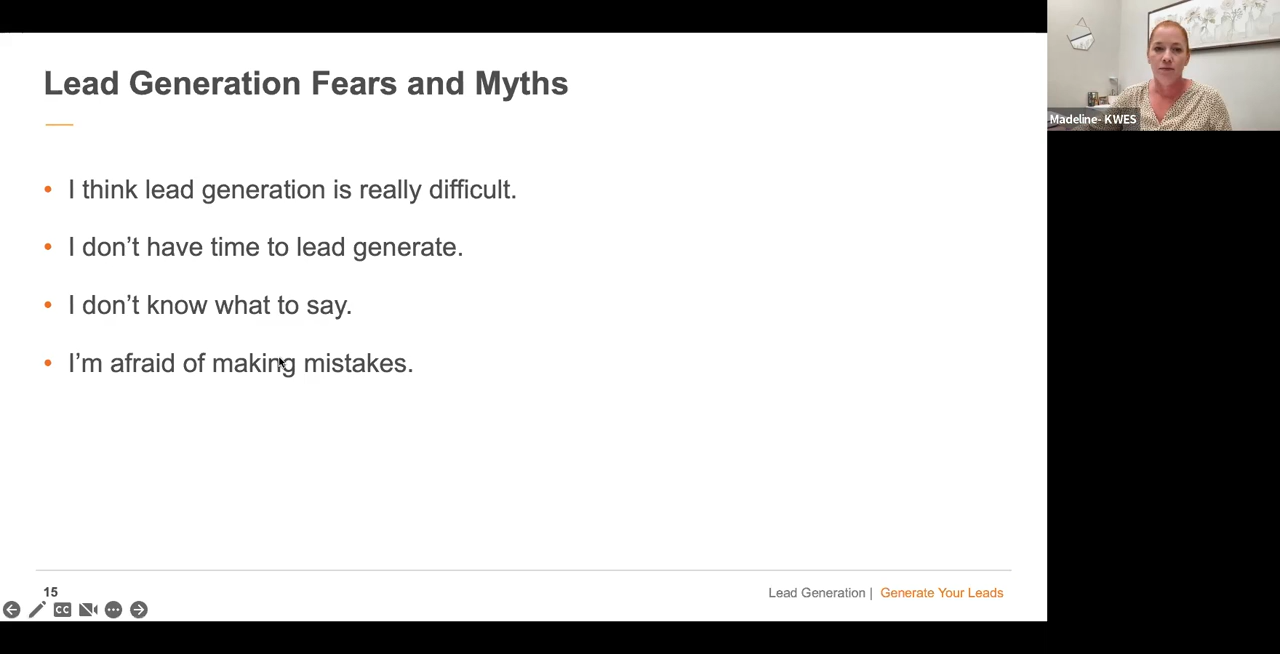 Lead Generation Fears and Myths
• I think lead generation is really difficult.
• I don’t have time to lead generate.
• I don’t know what to say.
• I’m afraid of making mistakes.
15
Lead Generation | Generate Your Leads
CC
Madeline- KWES